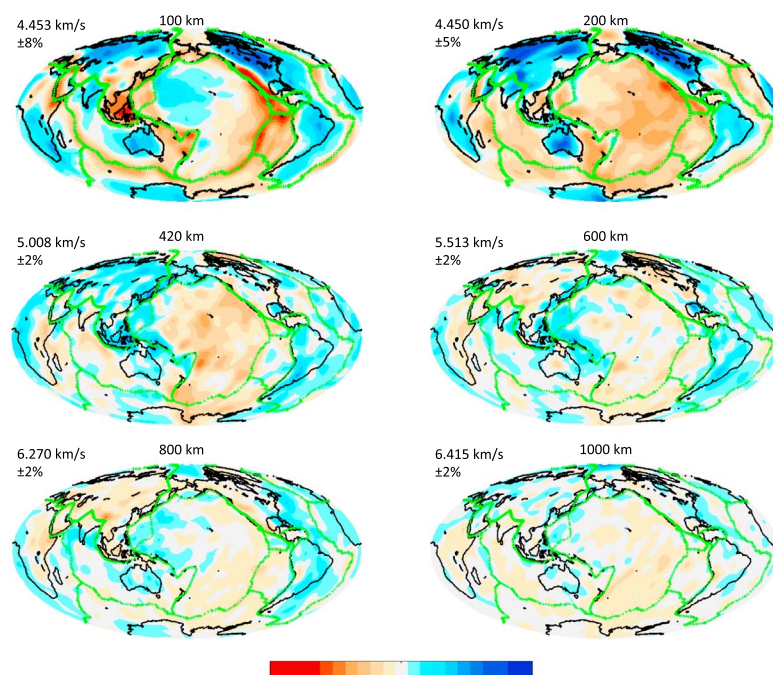 100 km
4.453 km/s
±8%
200 km
4.450 km/s
±5%
420 km
5.008 km/s
±2%
600 km
5.513 km/s
±2%
800 km
6.270 km/s
±2%
1000 km
6.415 km/s
±2%